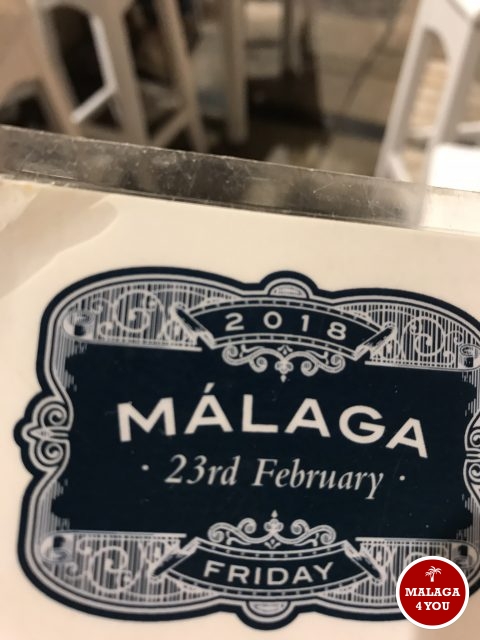 2018
MÁLAGA
· 23rd February ·
FRIDAY
MALAGA
4 YOU